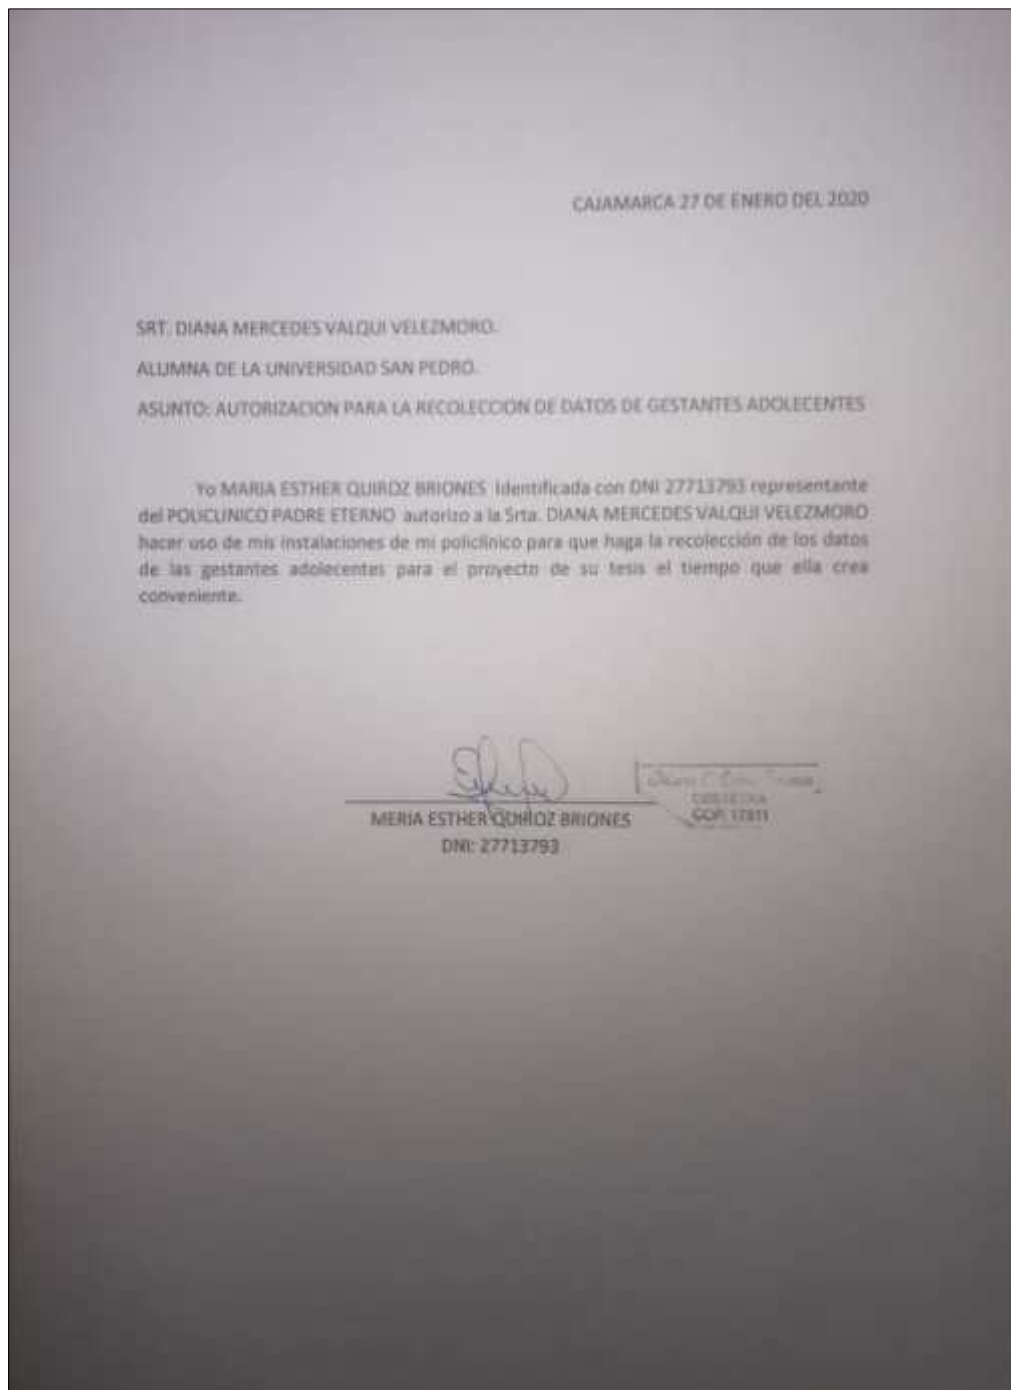 CAJAMARCA 27 DE ENERO DEL 2020
SRT. DIANA MERCEDES VALQUI VELEZMORO.
ALUMNA DE LA UNIVERSIDAD SAN PEDRO.
ASUNTO: AUTORIZACION PARA LA RECOLECCION DE DATOS DE GESTANTES ADOLECENTES
Yo MARIA ESTHER QUIROZ BRIONES Identificada con DNI 27713793 representante
del POLICLINICO PADRE ETERNO autorizo a la Srta. DIANA MERCEDES VALQUI VELEZMORO
hacer uso de mis instalaciones de mi policlínico para que haga la recolección de los datos
de las gestantes adolecentes para el proyecto de su tesis el tiempo que ella crea
conveniente.
MERIA ESTHER QUIROZ BRIONES
DNI: 27713793
OBSTETRA
COP.